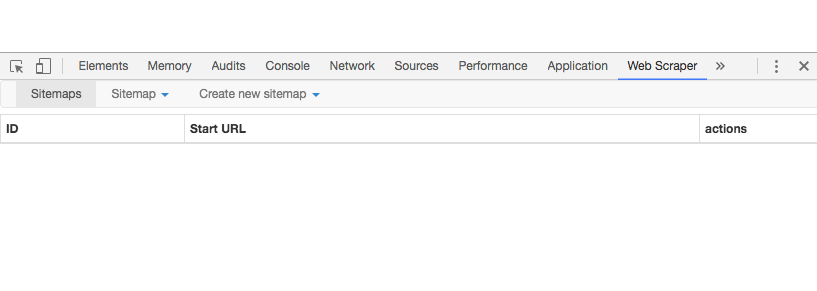 Elements Memory Audits Console Network Sources Performance Application Web Scraper »
Sitemaps Sitemap Create new sitemap
ID Start URL actions